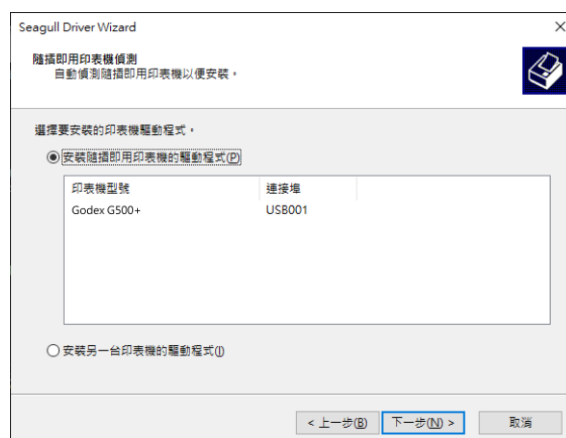 Seagull Driver Wizard
隨插即用印表機偵測
自動偵測隨插即用印表機以便安裝。
選擇要安裝的印表機驅動程式。
安裝隨插即用印表機的驅動程式(P)
印表機型號 連接埠
Godex G500+ USB001
安裝另一台印表機的驅動程式(I)
< 上一步(B) 下一步(N) > 取消